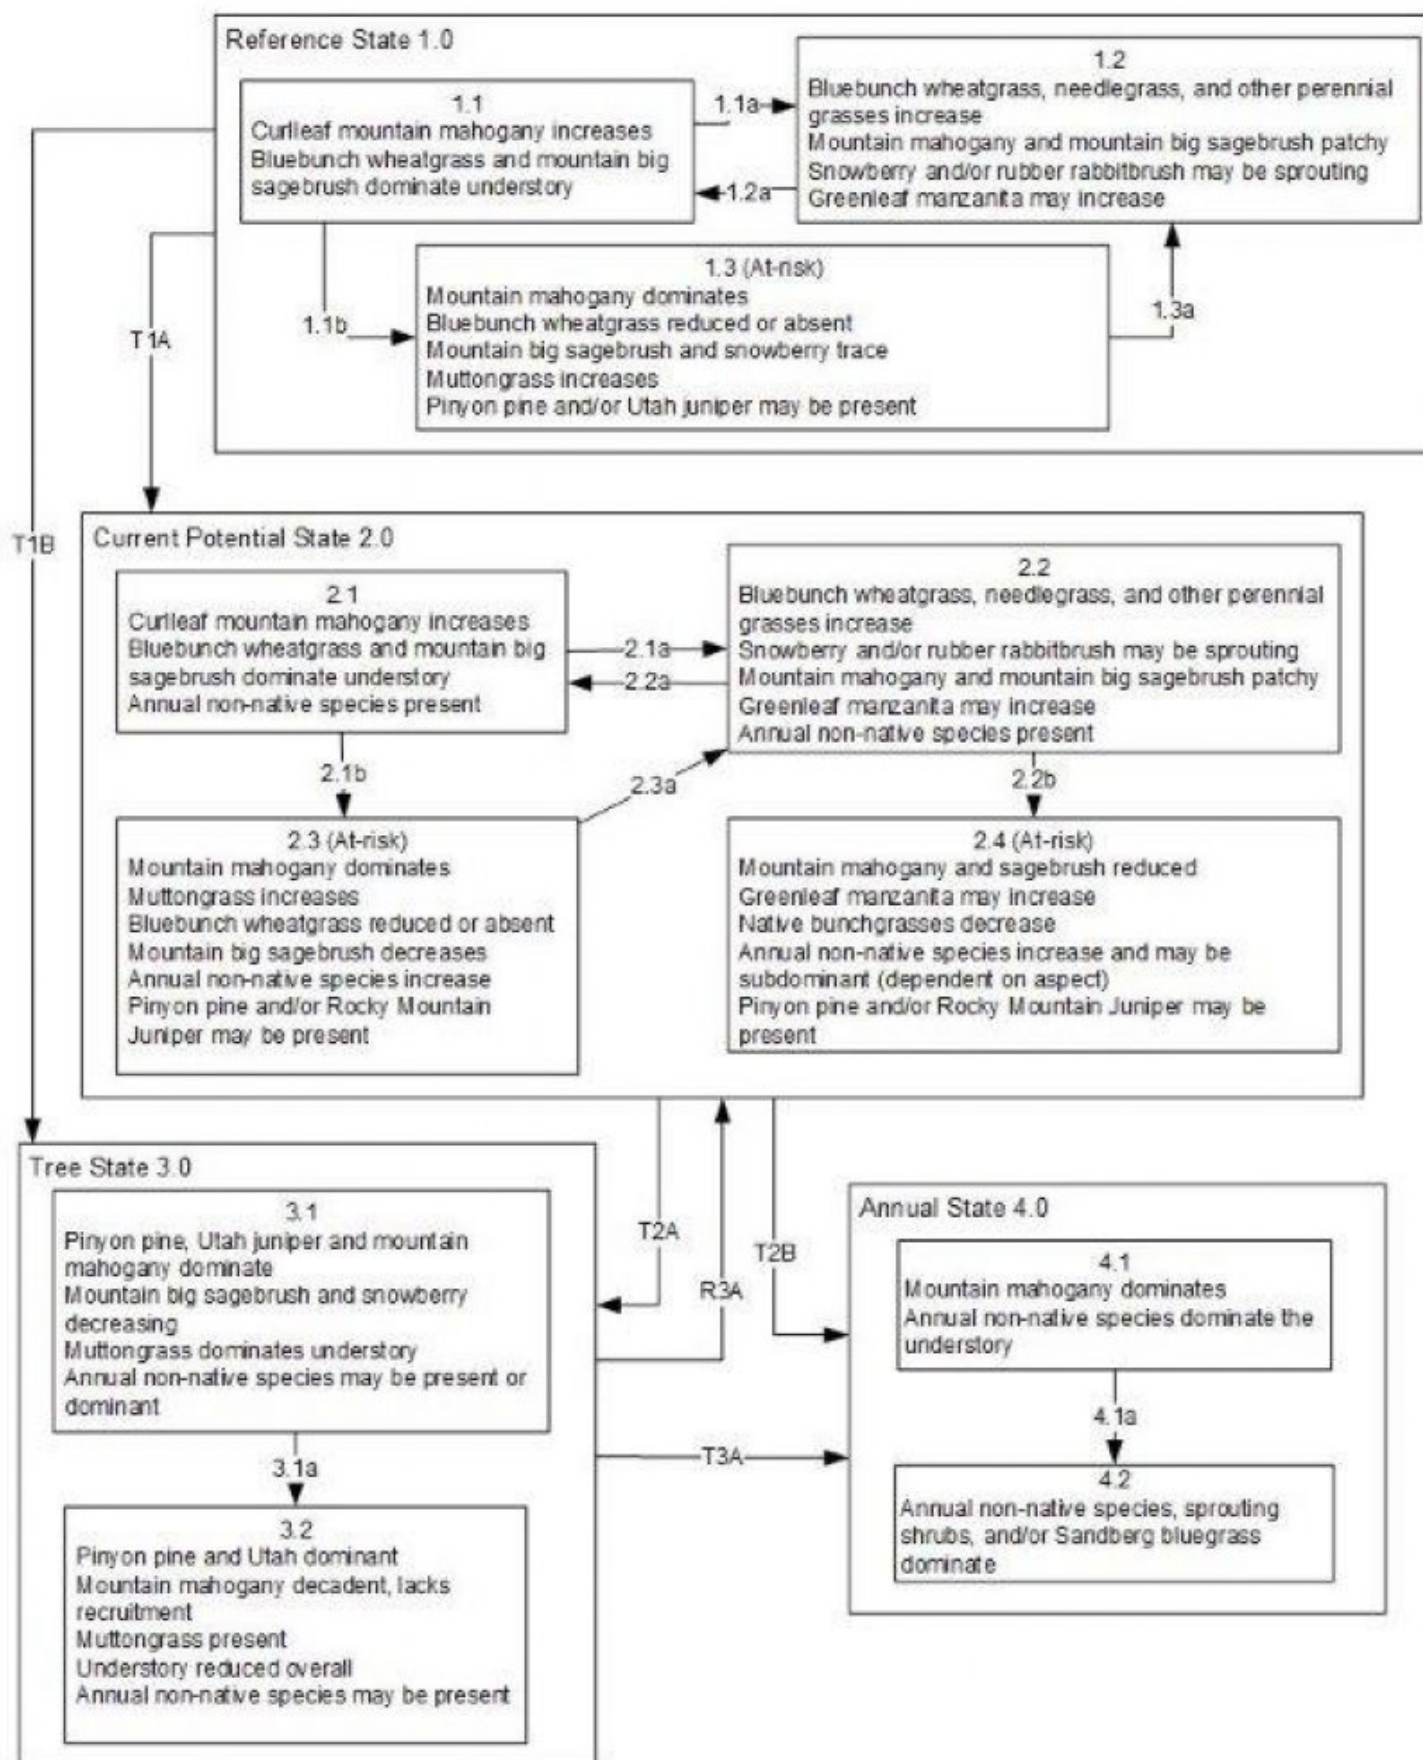 Reference State 1.0
1.1
Curlleaf mountain mahogany increases
Bluebunch wheatgrass and mountain big
sagebrush dominate understory
1.1a
1.2a
1.2
Bluebunch wheatgrass, needlegrass, and other perennial
grasses increase
Mountain mahogany and mountain big sagebrush patchy
Snowberry and/or rubber rabbitbrush may be sprouting
Greenleaf manzanita may increase
1.1b
1.3 (At-risk)
Mountain mahogany dominates
Bluebunch wheatgrass reduced or absent
Mountain big sagebrush and snowberry trace
Muttongrass increases
Pinyon pine and/or Utah juniper may be present
1.3a
T1A
T1B
Current Potential State 2.0
2.1
Curlleaf mountain mahogany increases
Bluebunch wheatgrass and mountain big
sagebrush dominate understory
Annual non-native species present
2.1a
2.2a
2.2
Bluebunch wheatgrass, needlegrass, and other perennial
grasses increase
Snowberry and/or rubber rabbitbrush may be sprouting
Mountain mahogany and mountain big sagebrush patchy
Greenleaf manzanita may increase
Annual non-native species present
2.1b
2.3a
2.2b
2.3 (At-risk)
Mountain mahogany dominates
Muttongrass increases
Bluebunch wheatgrass reduced or absent
Mountain big sagebrush decreases
Annual non-native species increase
Pinyon pine and/or Rocky Mountain
Juniper may be present
2.4 (At-risk)
Mountain mahogany and sagebrush reduced
Greenleaf manzanita may increase
Native bunchgrasses decrease
Annual non-native species increase and may be
subdominant (dependent on aspect)
Pinyon pine and/or Rocky Mountain Juniper may be
present
Tree State 3.0
3.1
Pinyon pine, Utah juniper and mountain
mahogany dominate
Mountain big sagebrush and snowberry
decreasing
Muttongrass dominates understory
Annual non-native species may be present or
dominant
3.1a
3.2
Pinyon pine and Utah dominant
Mountain mahogany decadent, lacks
recruitment
Muttongrass present
Understory reduced overall
Annual non-native species may be present
T2A
R3A
T2B
T3A
Annual State 4.0
4.1
Mountain mahogany dominates
Annual non-native species dominate the
understory
4.1a
4.2
Annual non-native species, sprouting
shrubs, and/or Sandberg bluegrass
dominate